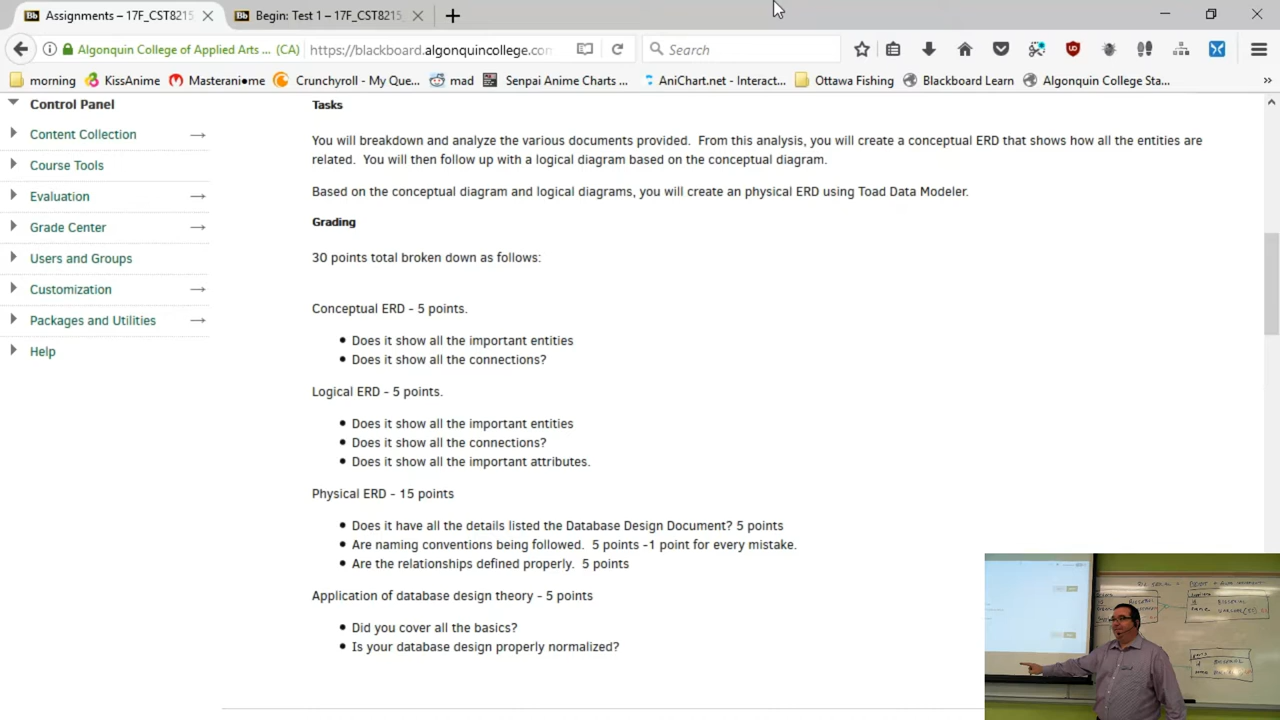 Assignments – 17F_CST8215
Begin: Test 1 – 17F_CST8215
Algonquin College of Applied Arts ... (CA)
https://blackboard.algonquincollege.co
Search
morning
KissAnime
Masterani●me
Crunchyroll - My Que...
mad
Senpai Anime Charts ...
AniChart.net - Interact...
Ottawa Fishing
Blackboard Learn
Algonquin College Sta...
Control Panel
Content Collection
Course Tools
Evaluation
Grade Center
Users and Groups
Customization
Packages and Utilities
Help
Tasks
You will breakdown and analyze the various documents provided. From this analysis, you will create a conceptual ERD that shows how all the entities are
related. You will then follow up with a logical diagram based on the conceptual diagram.
Based on the conceptual diagram and logical diagrams, you will create an physical ERD using Toad Data Modeler.
Grading
30 points total broken down as follows:
Conceptual ERD - 5 points.
• Does it show all the important entities
• Does it show all the connections?
Logical ERD - 5 points.
• Does it show all the important entities
• Does it show all the connections?
• Does it show all the important attributes.
Physical ERD - 15 points
• Does it have all the details listed the Database Design Document? 5 points
• Are naming conventions being followed. 5 points -1 point for every mistake.
• Are the relationships defined properly. 5 points
Application of database design theory - 5 points
• Did you cover all the basics?
• Is your database design properly normalized?